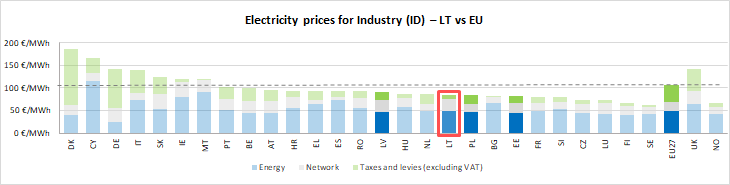 Electricity prices for Industry (ID) – LT vs EU
200 €/MWh
150 €/MWh
100 €/MWh
50 €/MWh
0 €/MWh
DK CY DE IT SK IE MT PT BE AT HR EL ES RO LV HU NL LT PL BG EE FR SI CZ LU FI SE EU27 UK NO
Energy Network Taxes and levies (excluding VAT)